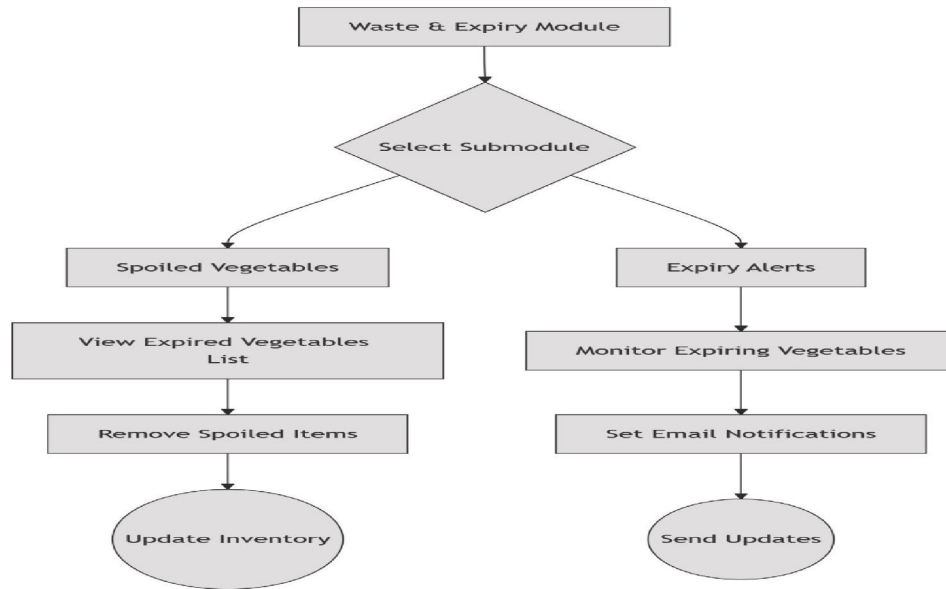 Waste & Expiry Module
Select Submodule
Spoiled Vegetables
Expiry Alerts
View Expired Vegetables
List
Monitor Expiring Vegetables
Remove Spoiled Items
Set Email Notifications
Update Inventory
Send Updates